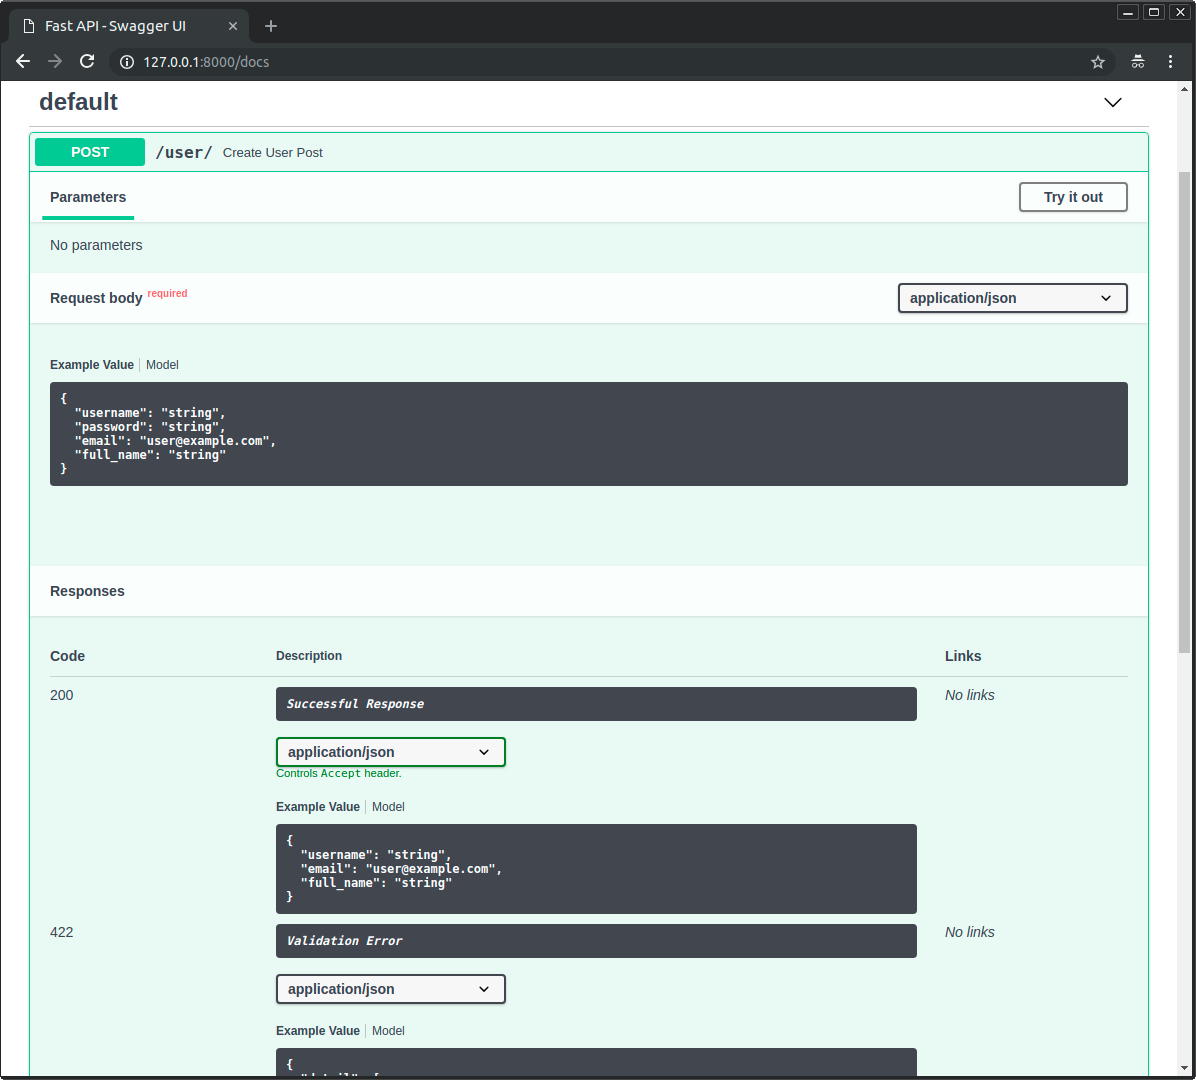 Fast API - Swagger UI
127.0.0.1:8000/docs
default
POST /user/ Create User Post
Parameters
Try it out
No parameters
Request body required
application/json
Example Value Model
{
"username": "string",
"password": "string",
"email": "user@example.com",
"full_name": "string"
}
Responses
Code Description Links
200 Successful Response No links
application/json
Controls Accept header.
Example Value Model
{
"username": "string",
"email": "user@example.com",
"full_name": "string"
}
422 Validation Error No links
application/json
Example Value Model
{